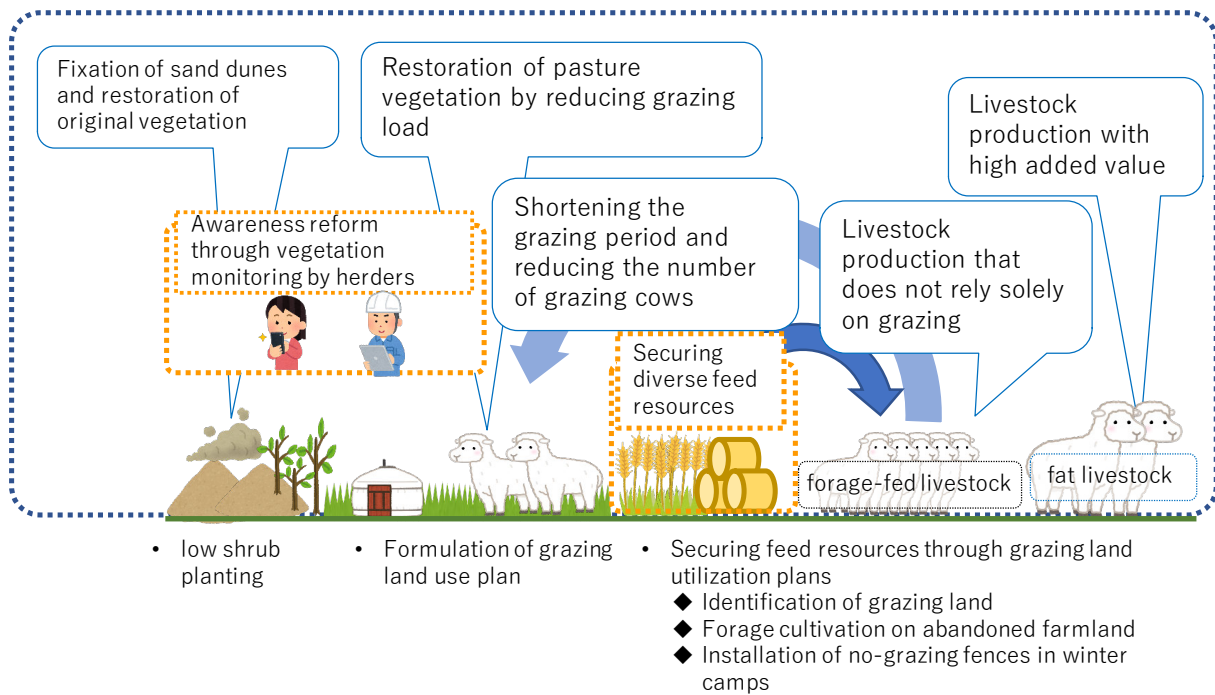 Fixation of sand dunes
and restoration of
original vegetation
Restoration of pasture
vegetation by reducing grazing
load
Livestock
production with
high added value
Awareness reform
through vegetation
monitoring by herders
Shortening the
grazing period and
reducing the number
of grazing cows
Livestock
production that
does not rely solely
on grazing
Securing
diverse feed
resources
forage-fed livestock
fat livestock
• low shrub
planting
• Formulation of grazing
land use plan
• Securing feed resources through grazing land
utilization plans
◆ Identification of grazing land
◆ Forage cultivation on abandoned farmland
◆ Installation of no-grazing fences in winter
camps